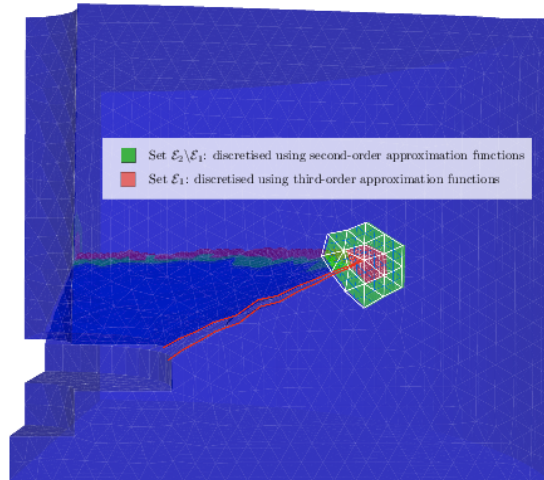 Set ℰ₂\ℰ₁: discretised using second-order approximation functions
Set ℰ₁: discretised using third-order approximation functions